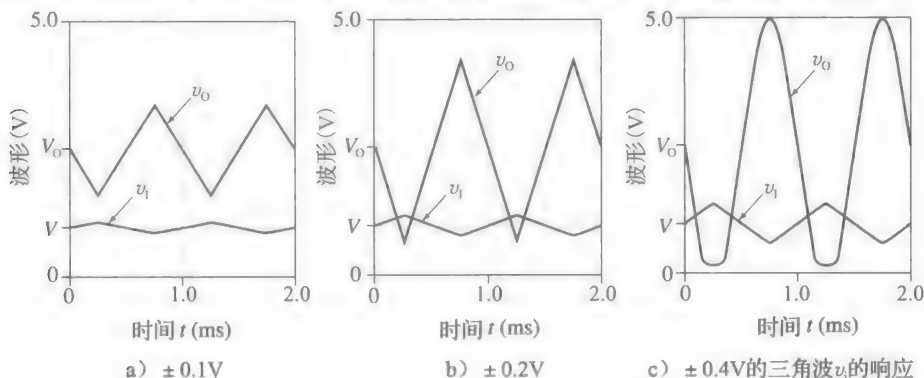 5.0
波形(V)
V_O
V
0
v_O
v_I
0
1.0
2.0
时间 t (ms)
a) ±0.1V
波形(V)
V_O
V
0
v_O
v_I
0
1.0
2.0
时间 t (ms)
b) ±0.2V
5.0
波形(V)
V_O
V
0
v_O
v_I
0
1.0
2.0
时间 t (ms)
c) ±0.4V的三角波v_i的响应